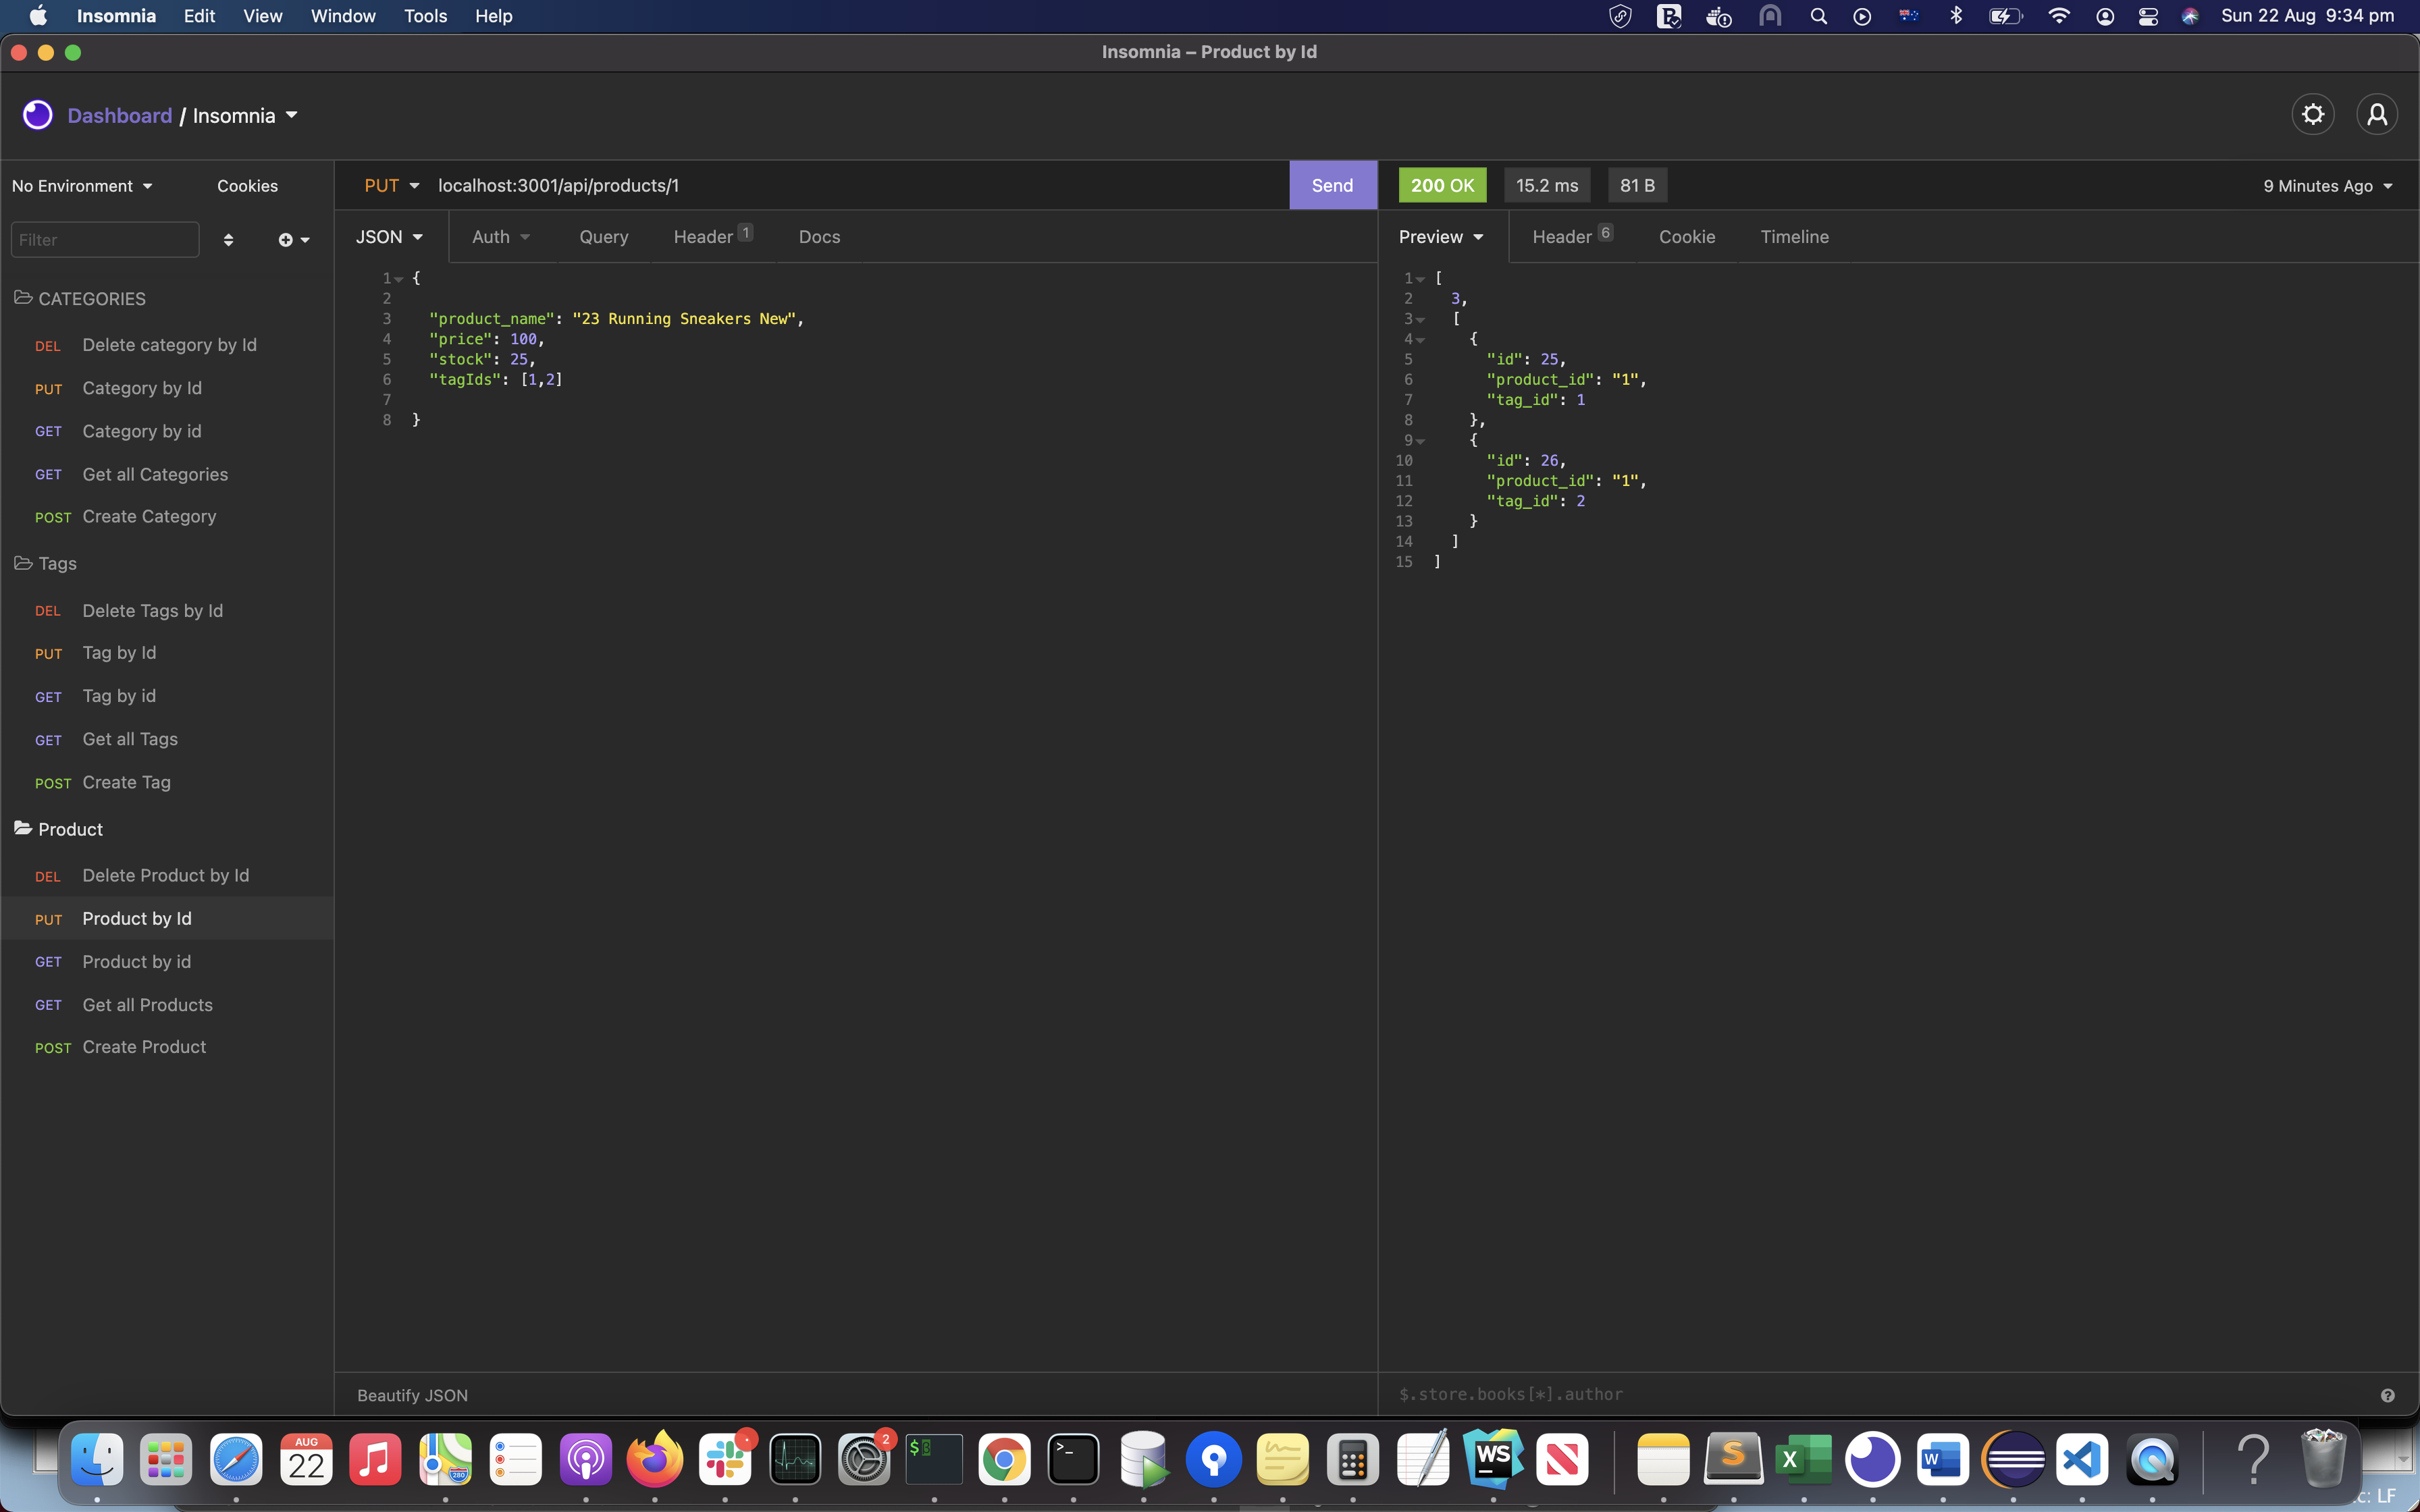 Insomnia Edit View Window Tools Help Sun 22 Aug 9:34 pm
Insomnia – Product by Id
Dashboard / Insomnia
No Environment Cookies
PUT localhost:3001/api/products/1 Send
200 OK 15.2 ms 81 B 9 Minutes Ago
Filter
JSON Auth Query Header 1 Docs
Preview Header 6 Cookie Timeline
CATEGORIES
DEL Delete category by Id
PUT Category by Id
GET Category by id
GET Get all Categories
POST Create Category
Tags
DEL Delete Tags by Id
PUT Tag by Id
GET Tag by id
GET Get all Tags
POST Create Tag
Product
DEL Delete Product by Id
PUT Product by Id
GET Product by id
GET Get all Products
POST Create Product
1 {
2
3 "product_name": "23 Running Sneakers New",
4 "price": 100,
5 "stock": 25,
6 "tagIds": [1,2]
7
8 }
1 [
2 3,
3 [
4 {
5 "id": 25,
6 "product_id": "1",
7 "tag_id": 1
8 },
9 {
10 "id": 26,
11 "product_id": "1",
12 "tag_id": 2
13 }
14 ]
15 ]
Beautify JSON
$.store.books[*].author
AUG
22
280
2
WS
LF